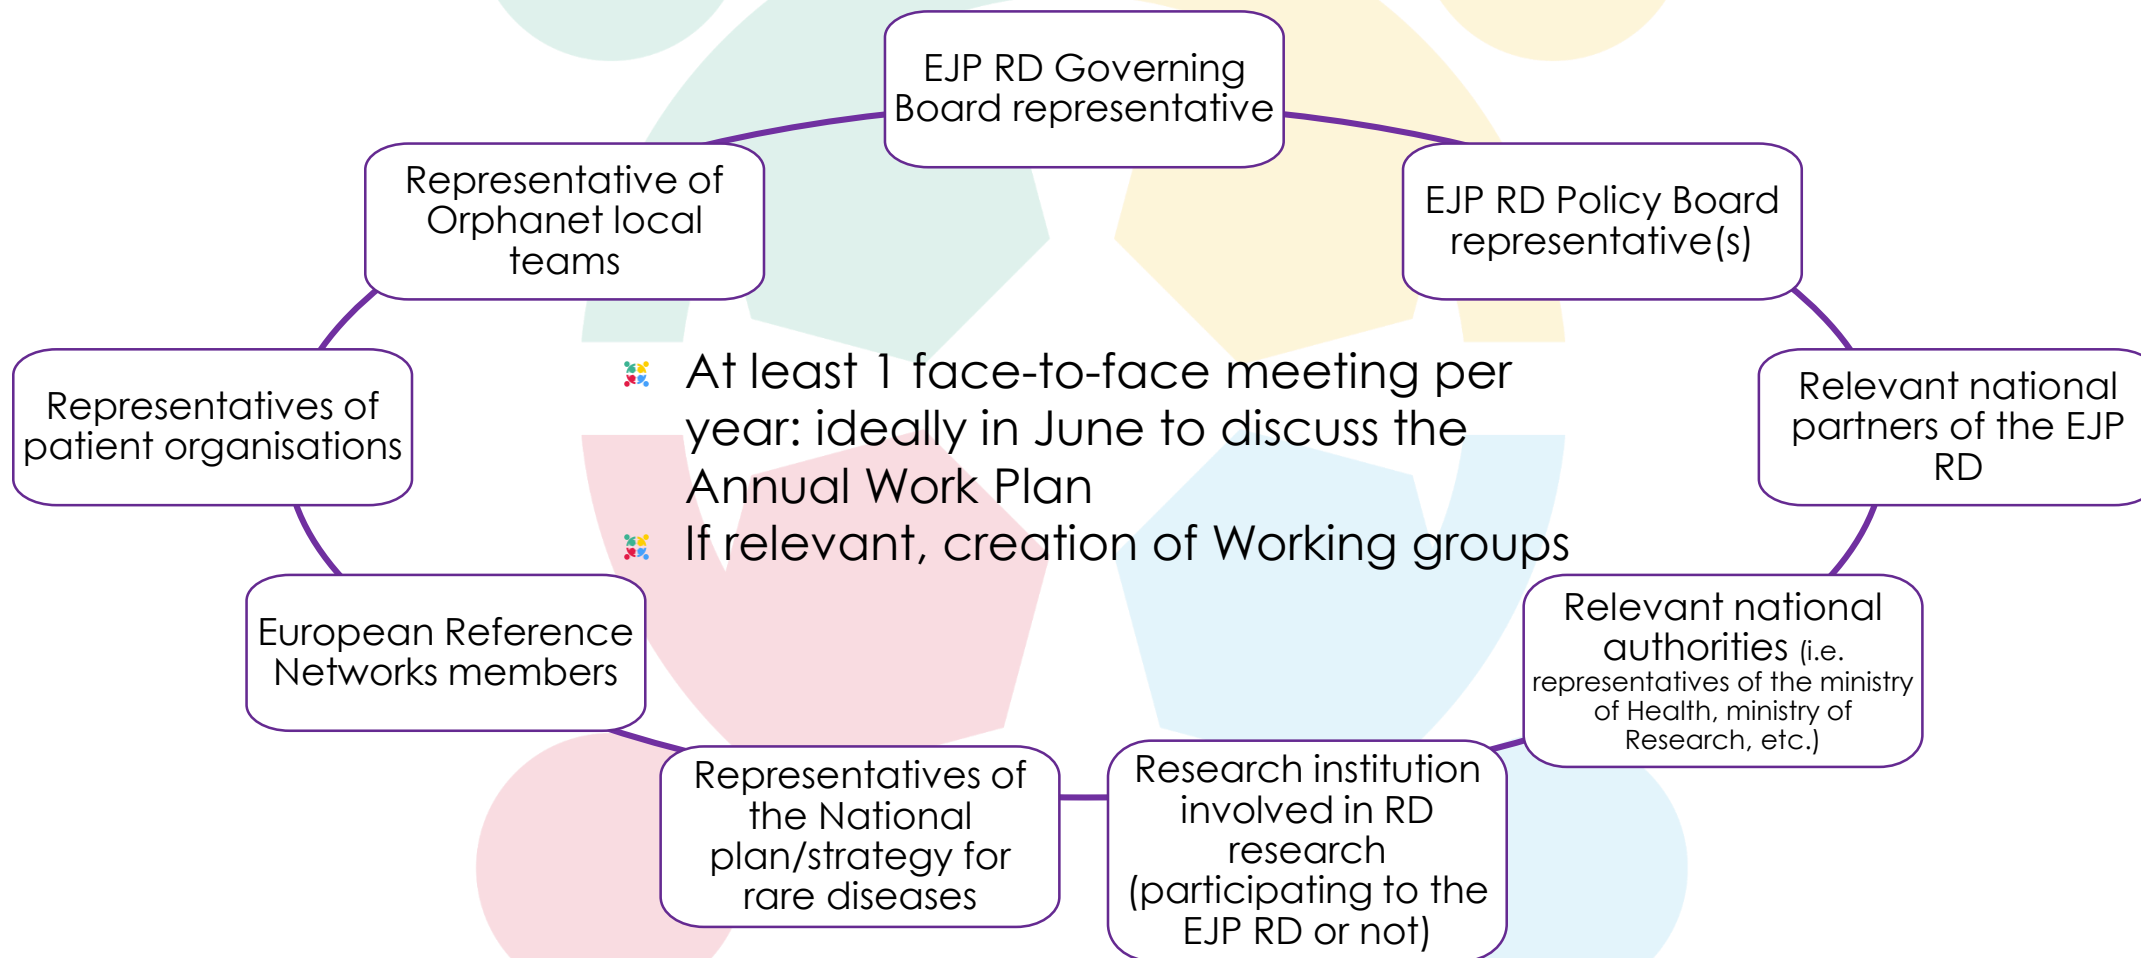 EJP RD Governing
Board representative
Representative of
Orphanet local
teams
EJP RD Policy Board
representative(s)
Representatives of
patient organisations
At least 1 face-to-face meeting per
year: ideally in June to discuss the
Annual Work Plan
If relevant, creation of Working groups
Relevant national
partners of the EJP
RD
European Reference
Networks members
Relevant national
authorities (i.e.
representatives of the ministry
of Health, ministry of
Research, etc.)
Representatives of
the National
plan/strategy for
rare diseases
Research institution
involved in RD
research
(participating to the
EJP RD or not)